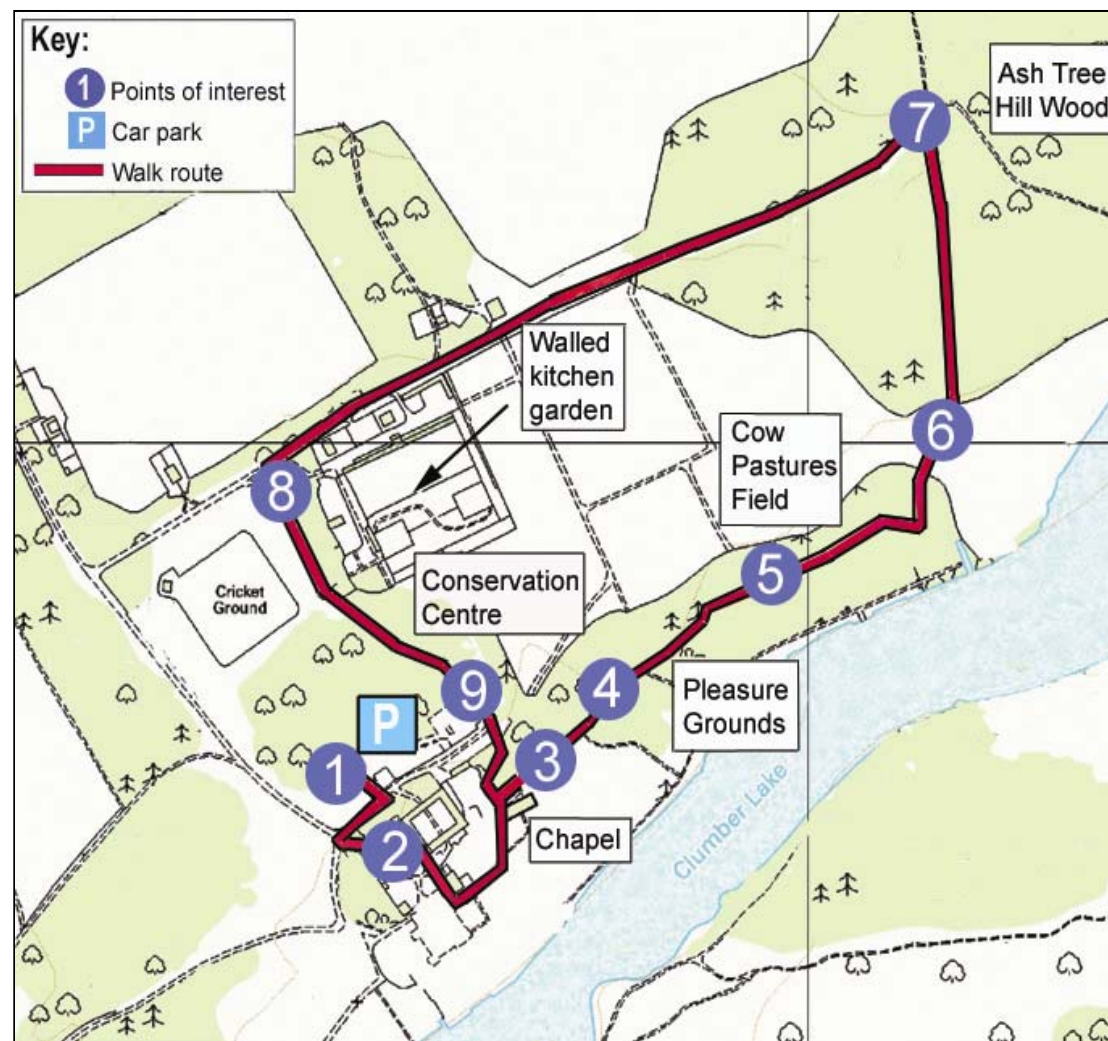 Key:
1 Points of interest
P Car park
Walk route
Ash Tree
Hill Wood
7
Walled
kitchen
garden
6
Cow
Pastures
Field
8
5
Cricket
Ground
Conservation
Centre
9
4
Pleasure
Grounds
P
3
1
2
Chapel
Clumber Lake